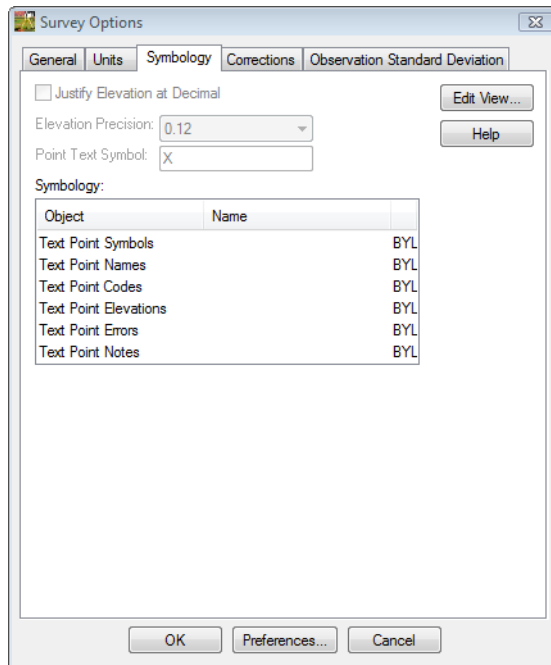 Survey Options
General Units Symbology Corrections Observation Standard Deviation
Justify Elevation at Decimal
Edit View...
Elevation Precision: 0.12
Help
Point Text Symbol: X
Symbology:
Object Name
Text Point Symbols BYL
Text Point Names BYL
Text Point Codes BYL
Text Point Elevations BYL
Text Point Errors BYL
Text Point Notes BYL
OK Preferences... Cancel